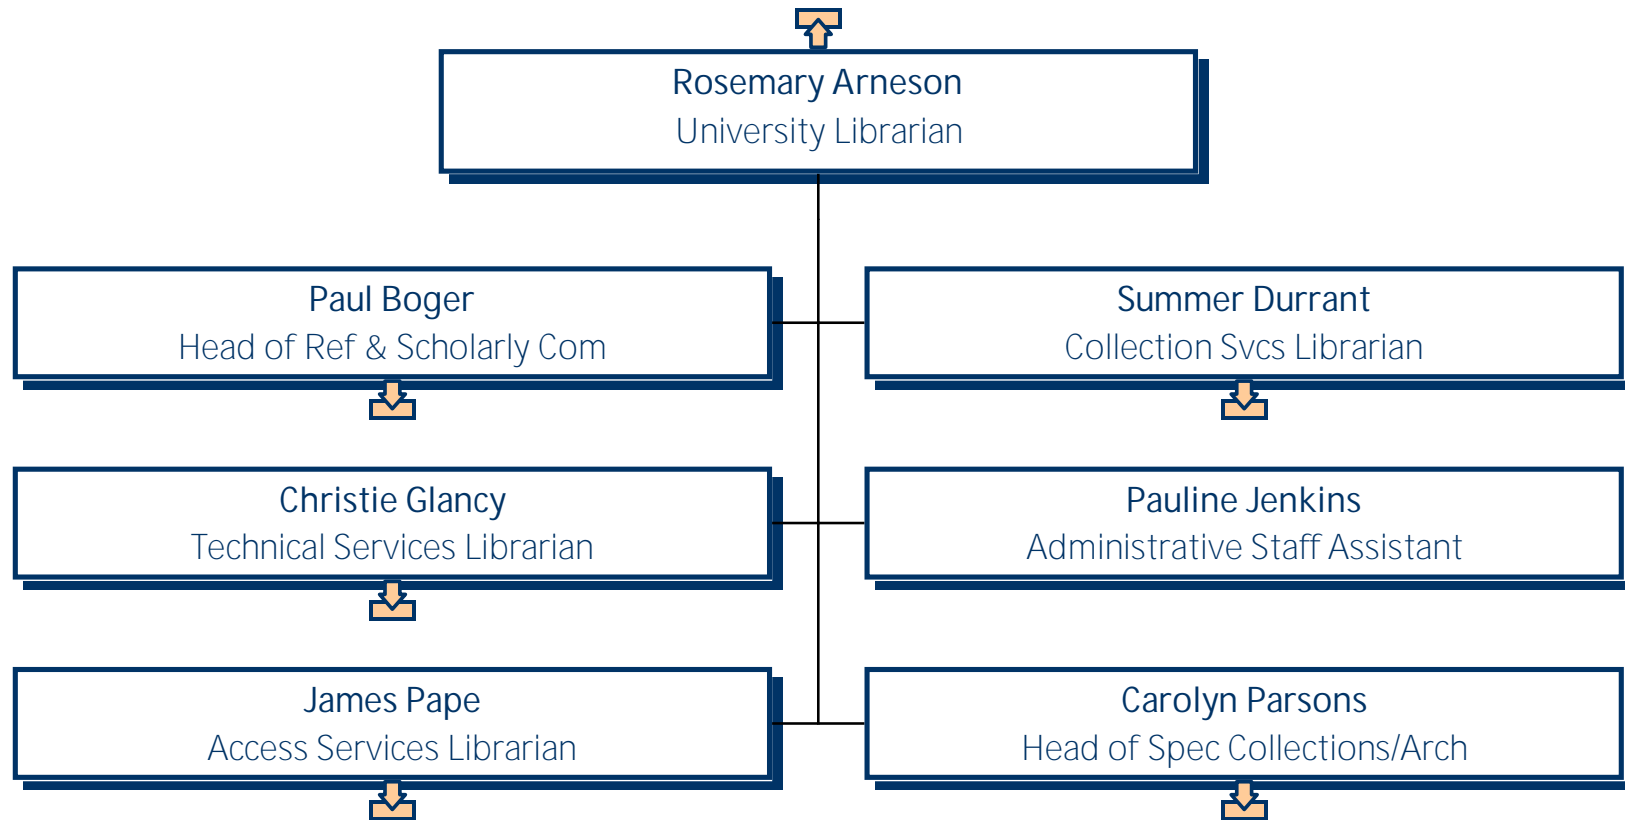 Rosemary Arneson
University Librarian
Paul Boger
Head of Ref & Scholarly Com
Summer Durrant
Collection Svcs Librarian
Christie Glancy
Technical Services Librarian
Pauline Jenkins
Administrative Staff Assistant
James Pape
Access Services Librarian
Carolyn Parsons
Head of Spec Collections/Arch